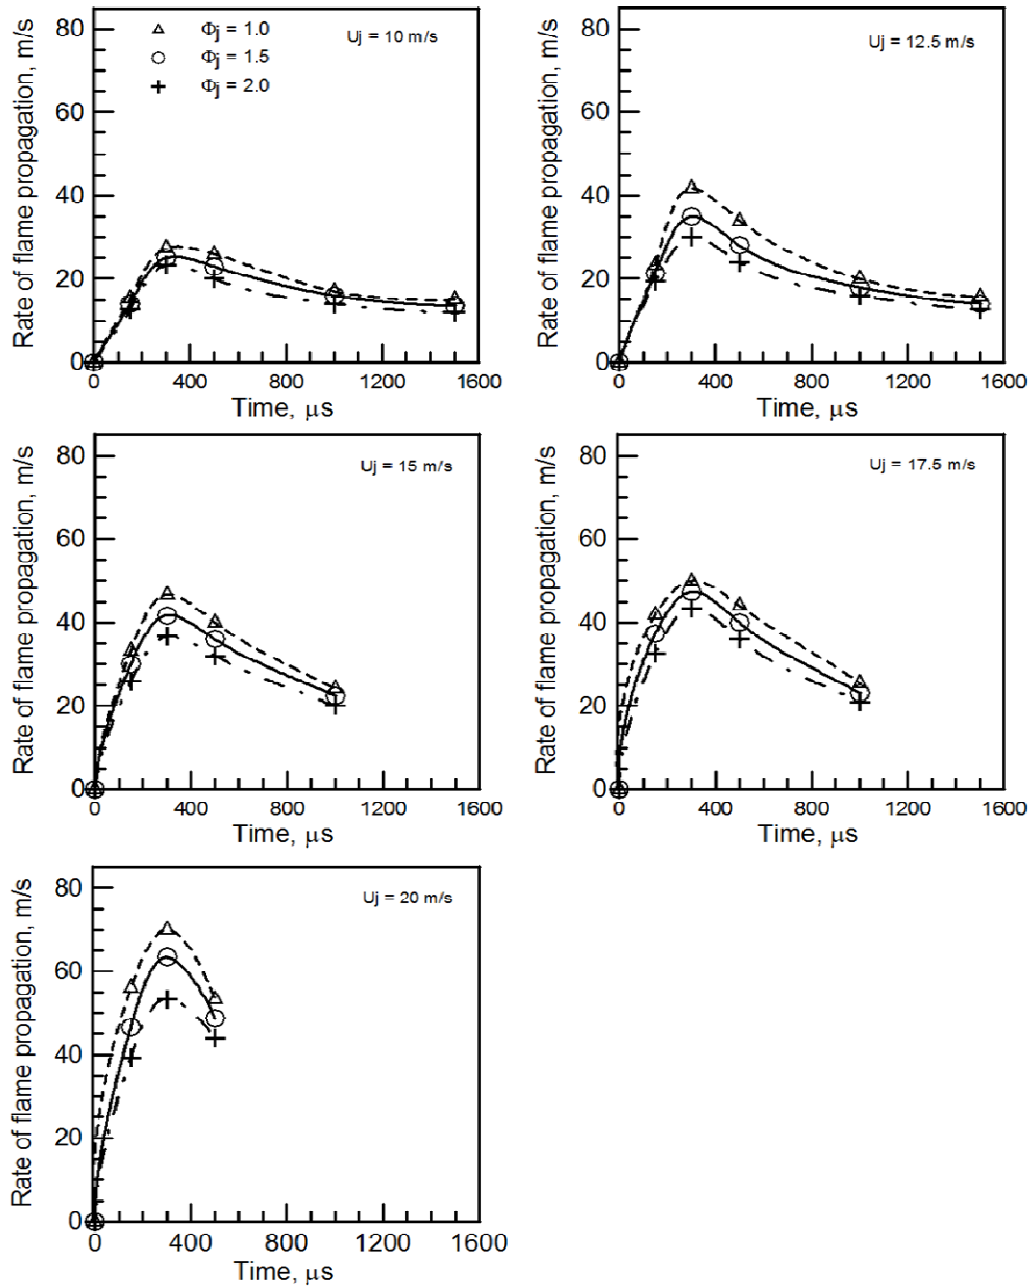 Rate of flame propagation, m/s
80
60
40
20
0
Φj = 1.0
Φj = 1.5
Φj = 2.0
Uj = 10 m/s
0 400 800 1200 1600
Time, μs
Rate of flame propagation, m/s
80
60
40
20
0
Uj = 12.5 m/s
0 400 800 1200 1600
Time, μs
Rate of flame propagation, m/s
80
60
40
20
0
Uj = 15 m/s
0 400 800 1200 1600
Time, μs
Rate of flame propagation, m/s
80
60
40
20
0
Uj = 17.5 m/s
0 400 800 1200 1600
Time, μs
Rate of flame propagation, m/s
80
60
40
20
0
Uj = 20 m/s
0 400 800 1200 1600
Time, μs